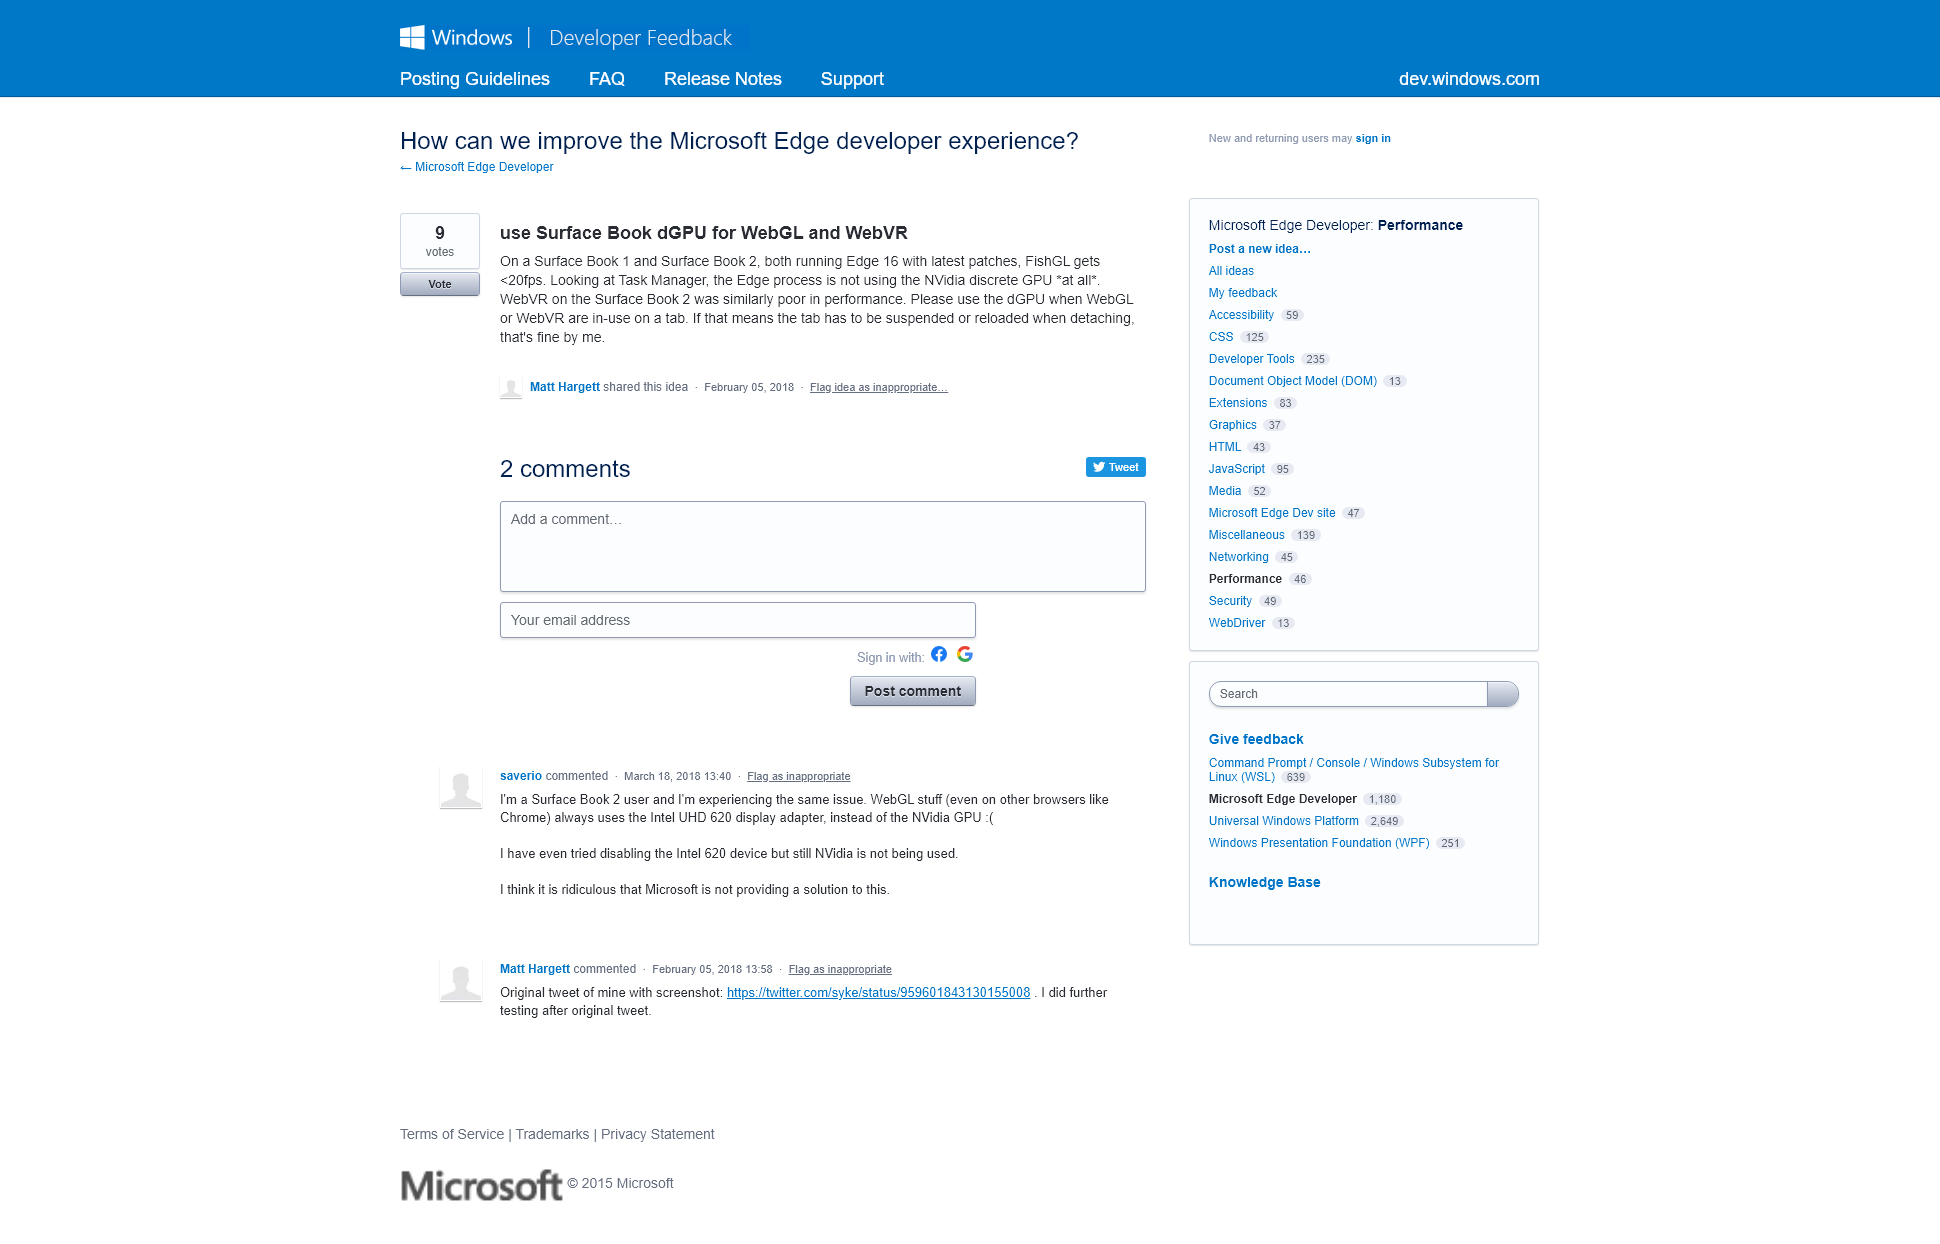 Windows | Developer Feedback
Posting Guidelines FAQ Release Notes Support dev.windows.com
How can we improve the Microsoft Edge developer experience?
← Microsoft Edge Developer
New and returning users may sign in
9
votes
Vote
use Surface Book dGPU for WebGL and WebVR
On a Surface Book 1 and Surface Book 2, both running Edge 16 with latest patches, FishGL gets
<20fps. Looking at Task Manager, the Edge process is not using the NVidia discrete GPU *at all*.
WebVR on the Surface Book 2 was similarly poor in performance. Please use the dGPU when WebGL
or WebVR are in-use on a tab. If that means the tab has to be suspended or reloaded when detaching,
that's fine by me.
Matt Hargett shared this idea · February 05, 2018 · Flag idea as inappropriate…
2 comments
Tweet
Add a comment…
Your email address
Sign in with:
Post comment
saverio commented · March 18, 2018 13:40 · Flag as inappropriate
I'm a Surface Book 2 user and I'm experiencing the same issue. WebGL stuff (even on other browsers like
Chrome) always uses the Intel UHD 620 display adapter, instead of the NVidia GPU :(
I have even tried disabling the Intel 620 device but still NVidia is not being used.
I think it is ridiculous that Microsoft is not providing a solution to this.
Matt Hargett commented · February 05, 2018 13:58 · Flag as inappropriate
Original tweet of mine with screenshot: https://twitter.com/syke/status/959601843130155008 . I did further
testing after original tweet.
Microsoft Edge Developer: Performance
Post a new idea…
All ideas
My feedback
Accessibility 59
CSS 125
Developer Tools 235
Document Object Model (DOM) 13
Extensions 83
Graphics 37
HTML 43
JavaScript 95
Media 52
Microsoft Edge Dev site 47
Miscellaneous 139
Networking 45
Performance 46
Security 49
WebDriver 13
Search
Give feedback
Command Prompt / Console / Windows Subsystem for
Linux (WSL) 639
Microsoft Edge Developer 1,180
Universal Windows Platform 2,649
Windows Presentation Foundation (WPF) 251
Knowledge Base
Terms of Service | Trademarks | Privacy Statement
Microsoft © 2015 Microsoft